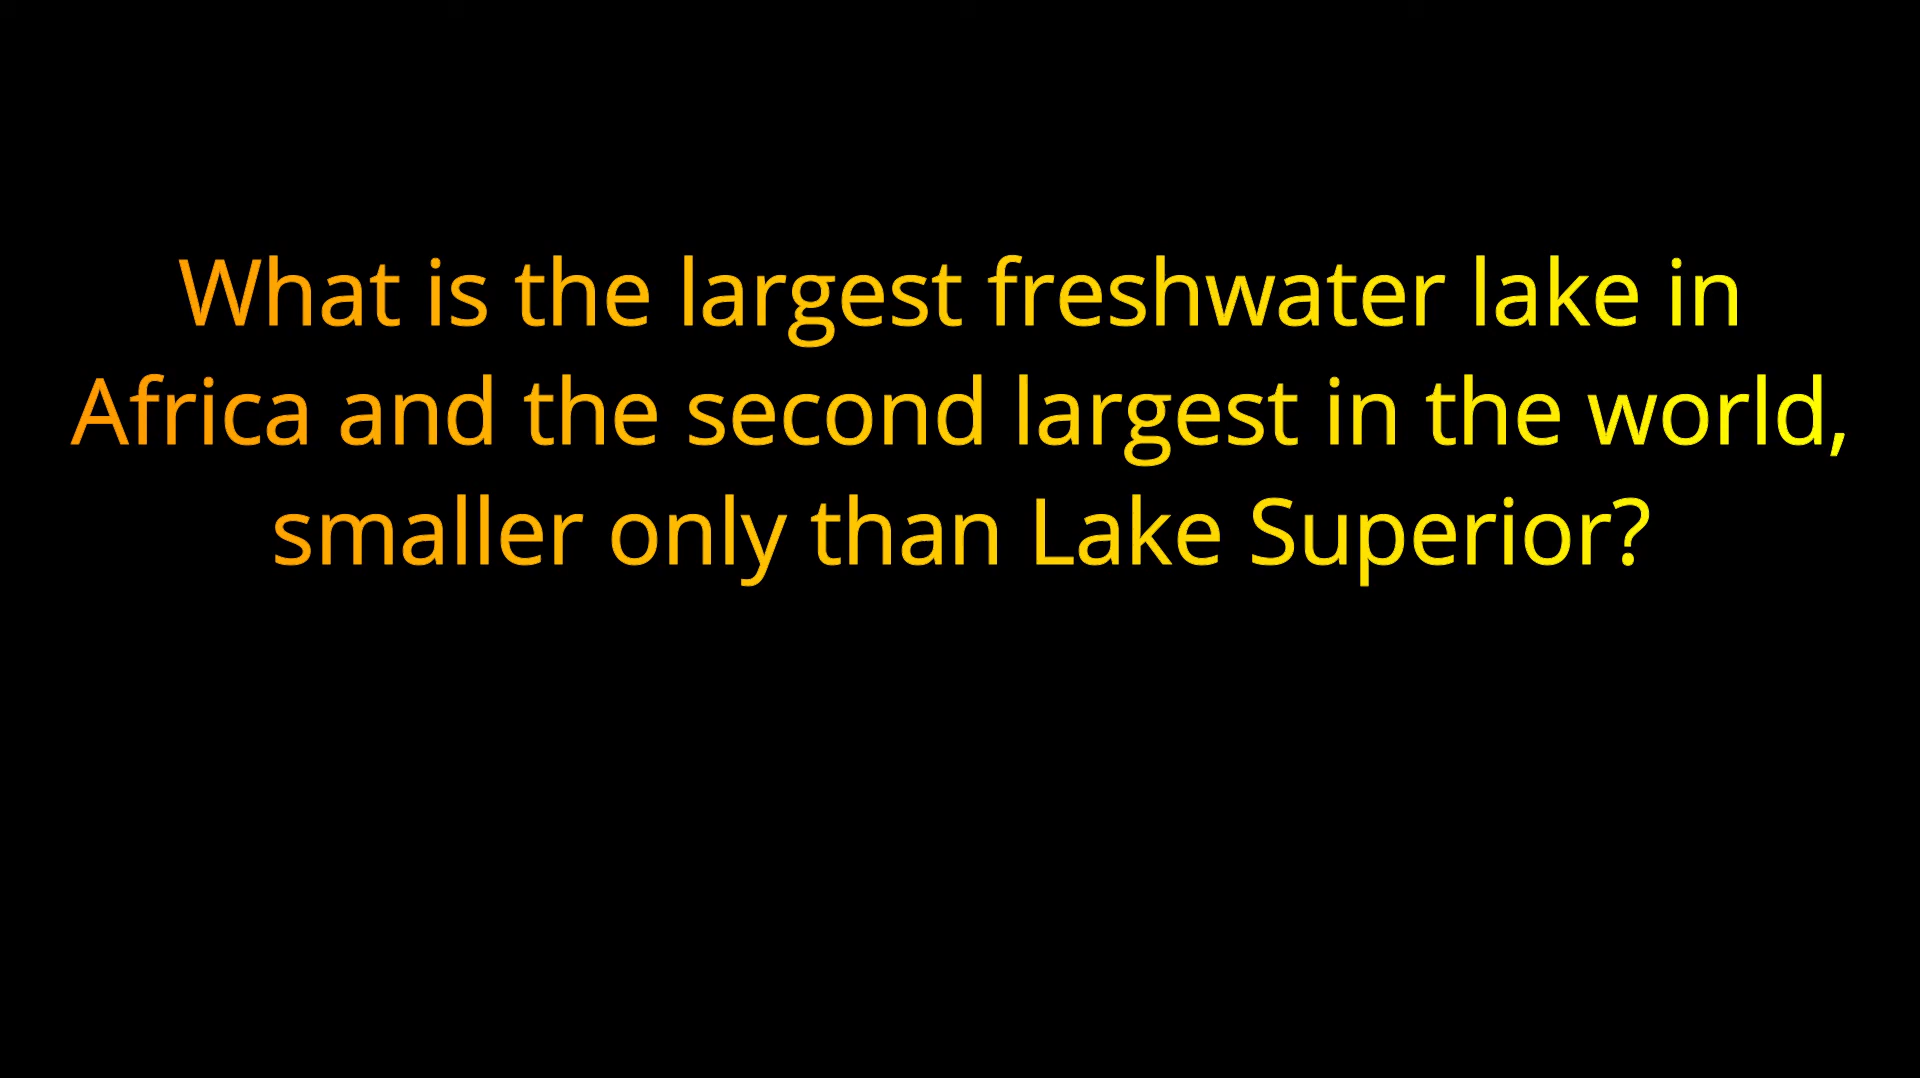 What is the largest freshwater lake in
Africa and the second largest in the world,
smaller only than Lake Superior?